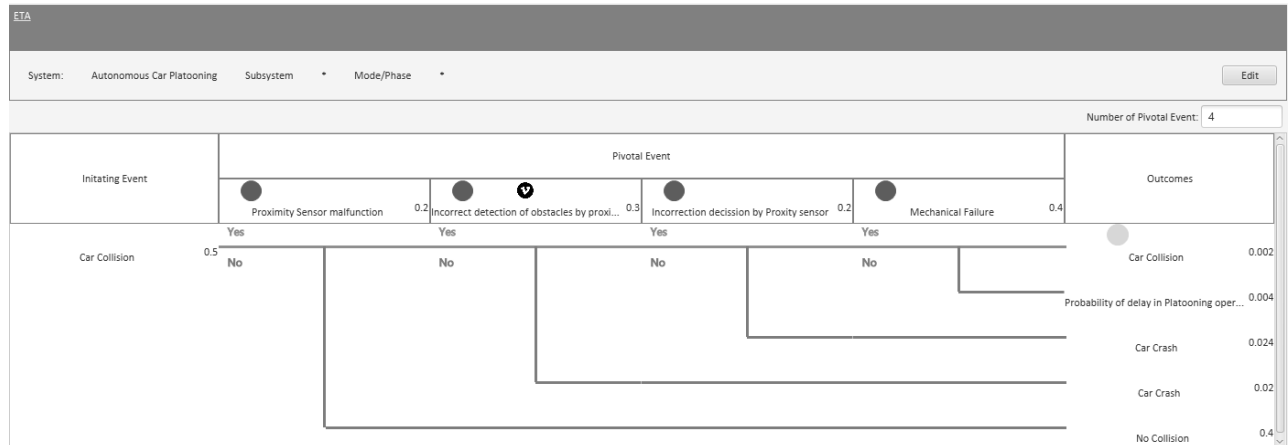 ETA
System: Autonomous Car Platooning Subsystem * Mode/Phase * Edit
Number of Pivotal Event: 4
Initating Event
Pivotal Event
Outcomes
Proximity Sensor malfunction 0.2
Incorrect detection of obstacles by proxi... 0.3
Incorrection decission by Proxity sensor 0.2
Mechanical Failure 0.4
Yes Yes Yes Yes
Car Collision 0.5
No No No No
Car Collision 0.002
Probability of delay in Platooning oper... 0.004
Car Crash 0.024
Car Crash 0.02
No Collision 0.4